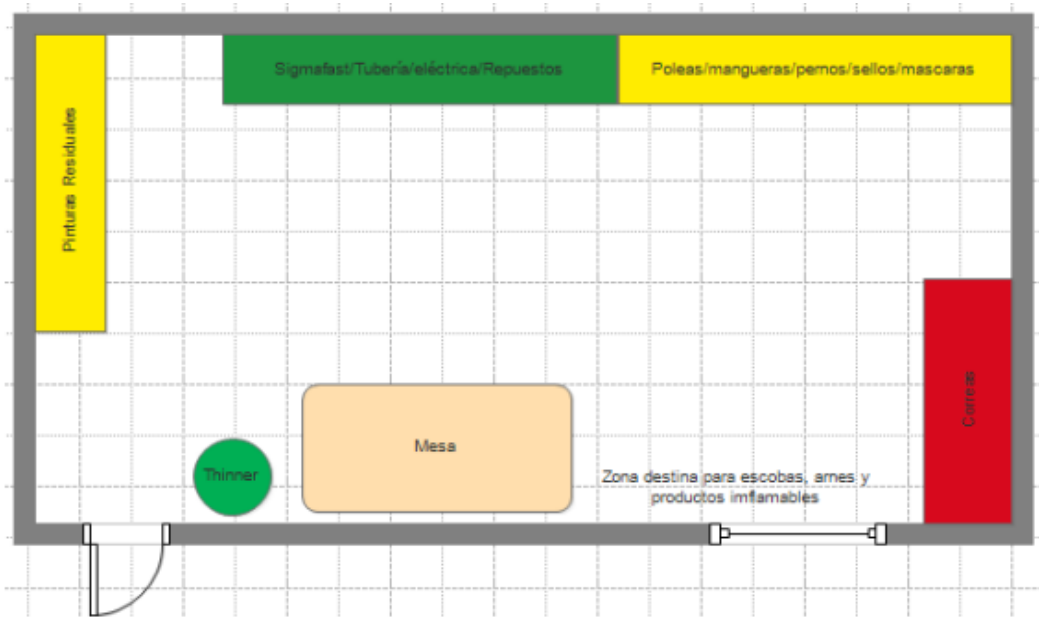 Sigmafast/Tubería/eléctrica/Repuestos
Poleas/mangueras/pernos/sellos/mascaras
Pinturas Residuales
Correas
Mesa
Thinner
Zona destina para escobas, arnes y
productos imflamables